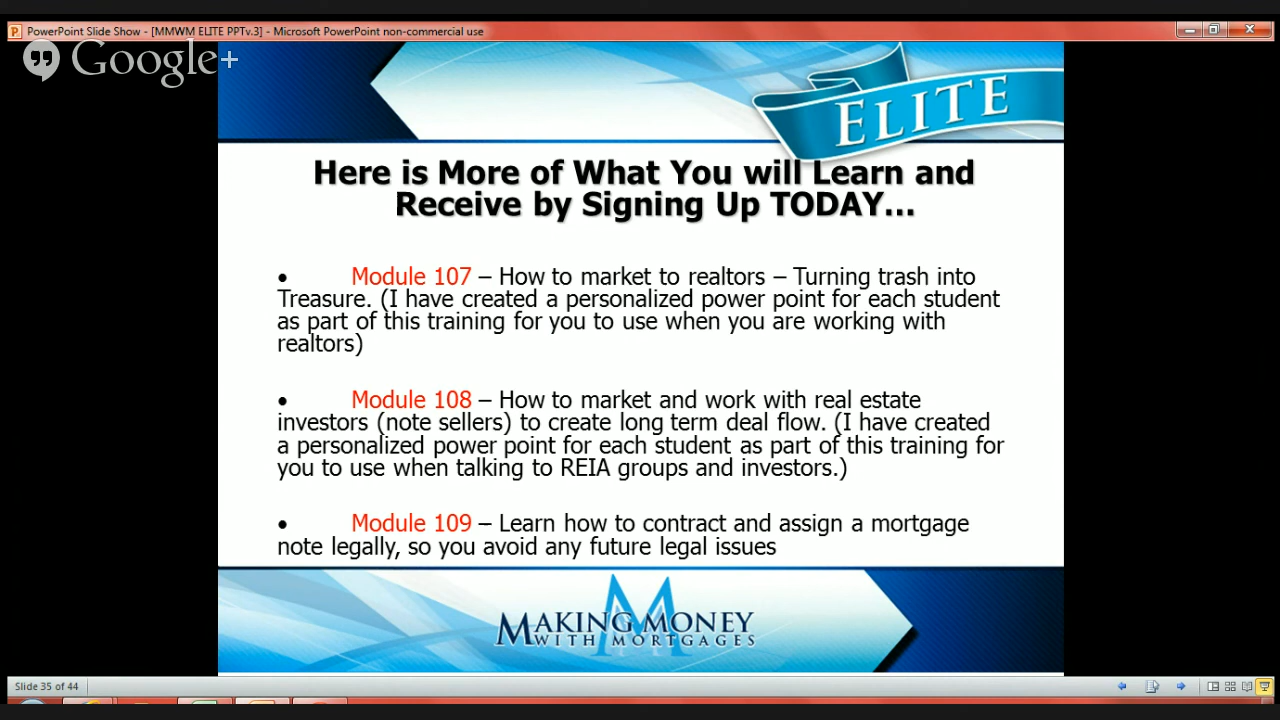 PowerPoint Slide Show - [MMWM ELITE PPTv.3] - Microsoft PowerPoint non-commercial use
Google+
ELITE
Here is More of What You will Learn and
Receive by Signing Up TODAY...
• Module 107 – How to market to realtors – Turning trash into
Treasure. (I have created a personalized power point for each student
as part of this training for you to use when you are working with
realtors)
• Module 108 – How to market and work with real estate
investors (note sellers) to create long term deal flow. (I have created
a personalized power point for each student as part of this training for
you to use when talking to REIA groups and investors.)
• Module 109 – Learn how to contract and assign a mortgage
note legally, so you avoid any future legal issues
M
MAKING MONEY
WITH MORTGAGES
Slide 35 of 44